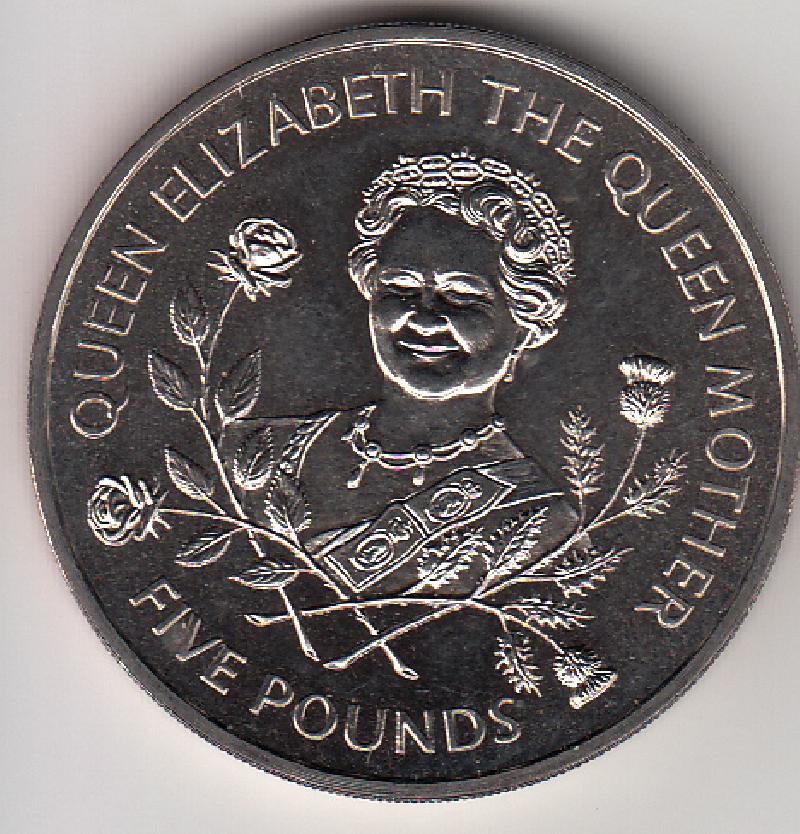 QUEEN ELIZABETH THE QUEEN MOTHER
FIVE POUNDS